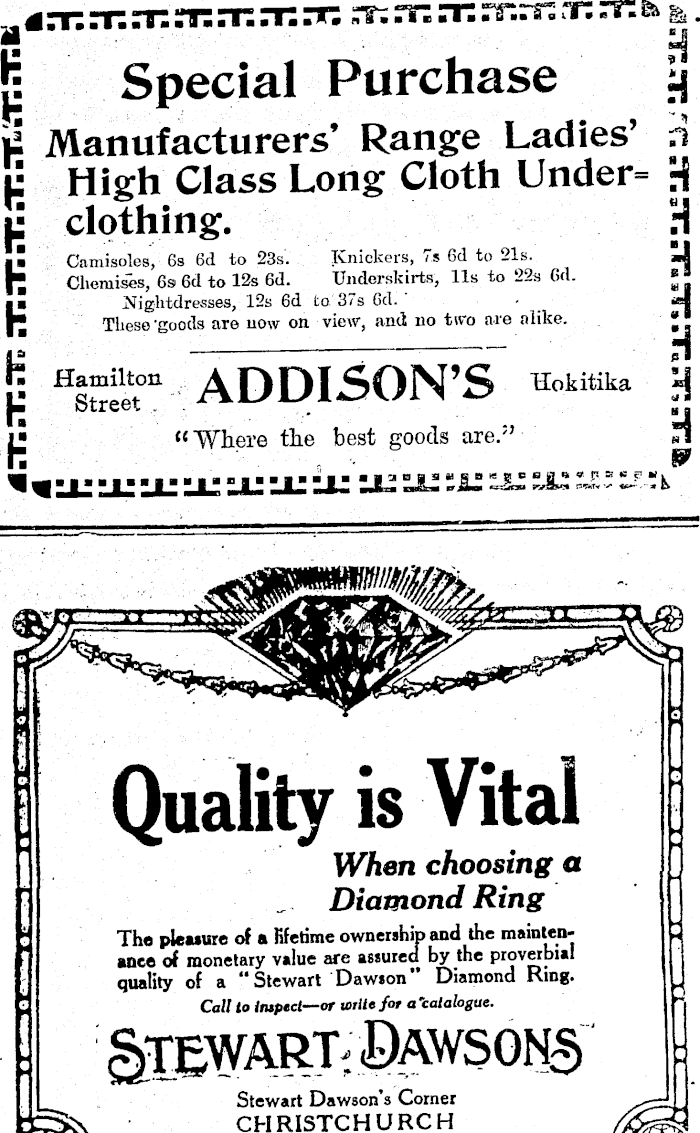 Special Purchase
Manufacturers' Range Ladies'
High Class Long Cloth Under=
clothing.
Camisoles, 6s 6d to 23s. Knickers, 7s 6d to 21s.
Chemises, 6s 6d to 12s 6d. Underskirts, 11s to 22s 6d.
Nightdresses, 12s 6d to 37s 6d.
These goods are now on view, and no two are alike.
Hamilton Street ADDISON'S Hokitika
"Where the best goods are."
Quality is Vital
When choosing a
Diamond Ring
The pleasure of a lifetime ownership and the mainten-
ance of monetary value are assured by the proverbial
quality of a "Stewart Dawson" Diamond Ring.
Call to inspect—or write for a catalogue.
STEWART DAWSONS
Stewart Dawson's Corner
CHRISTCHURCH